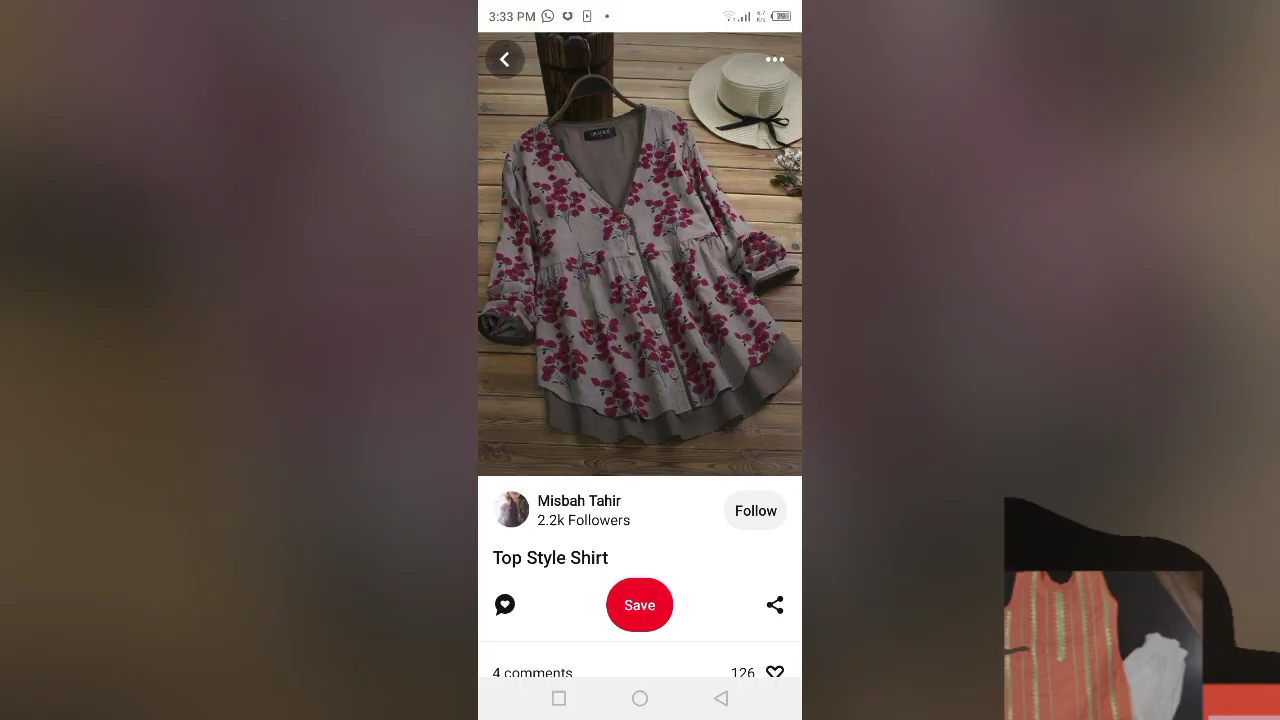 3:33 PM
Misbah Tahir
2.2k Followers
Follow
Top Style Shirt
Save
4 comments
126